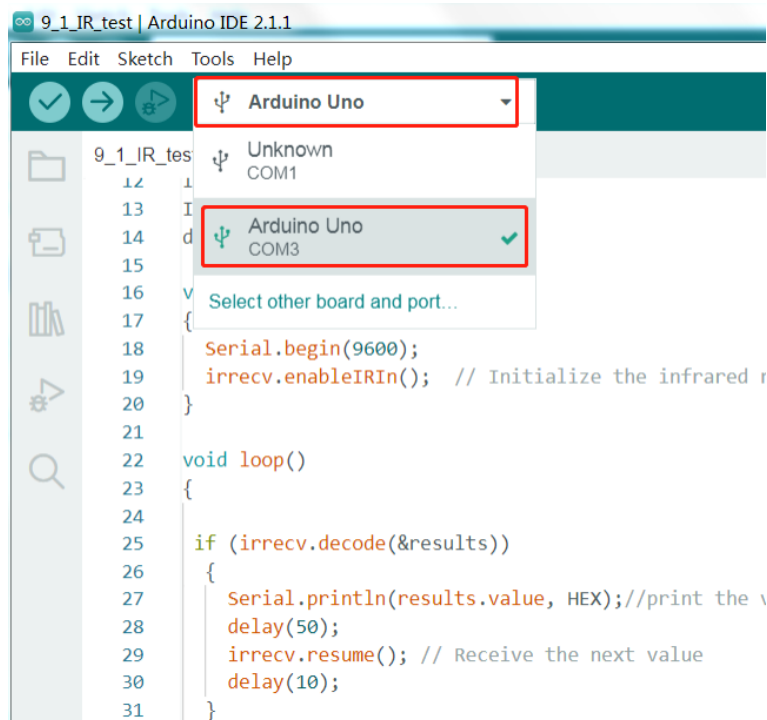 9_1_IR_test | Arduino IDE 2.1.1
File Edit Sketch Tools Help
Arduino Uno
Unknown
COM1
Arduino Uno
COM3
Select other board and port...
9_1_IR_tes
12
13 I
14 d
15
16 v
17 {
18 Serial.begin(9600);
19 irrecv.enableIRIn(); // Initialize the infrared
20 }
21
22 void loop()
23 {
24
25 if (irrecv.decode(&results))
26 {
27 Serial.println(results.value, HEX);//print the
28 delay(50);
29 irrecv.resume(); // Receive the next value
30 delay(10);
31 }